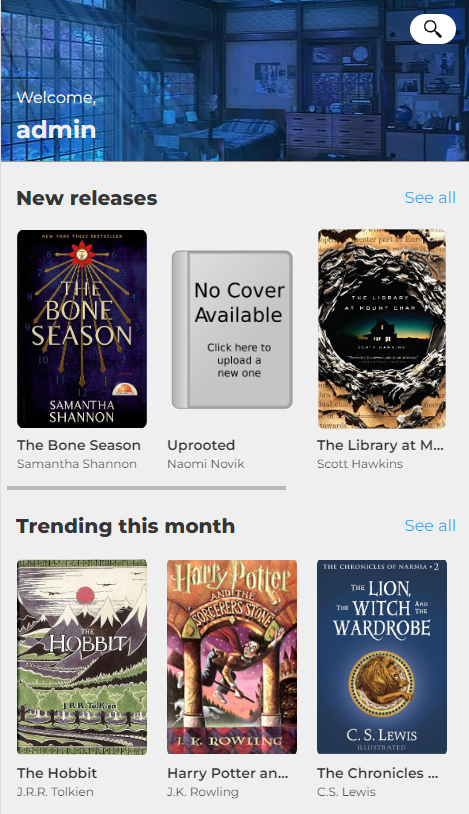 Welcome,
admin
New releases
See all
NEW YORK TIMES BESTSELLER
THE
BONE
SEASON
SAMANTHA
SHANNON
No Cover
Available
Click here to
upload a
new one
THE LIBRARY
AT MOUNT CHAR
SCOTT HAWKINS
The Bone Season
Uprooted
The Library at M...
Samantha Shannon
Naomi Novik
Scott Hawkins
Trending this month
See all
THE
HOBBIT
J.R.R. Tolkien
Harry Potter
AND THE
SORCERER'S STONE
J. K. ROWLING
THE CHRONICLES OF NARNIA • 2
THE LION,
THE WITCH AND THE
WARDROBE
C. S. LEWIS
ILLUSTRATED
The Hobbit
Harry Potter an...
The Chronicles ...
J.R.R. Tolkien
J.K. Rowling
C.S. Lewis